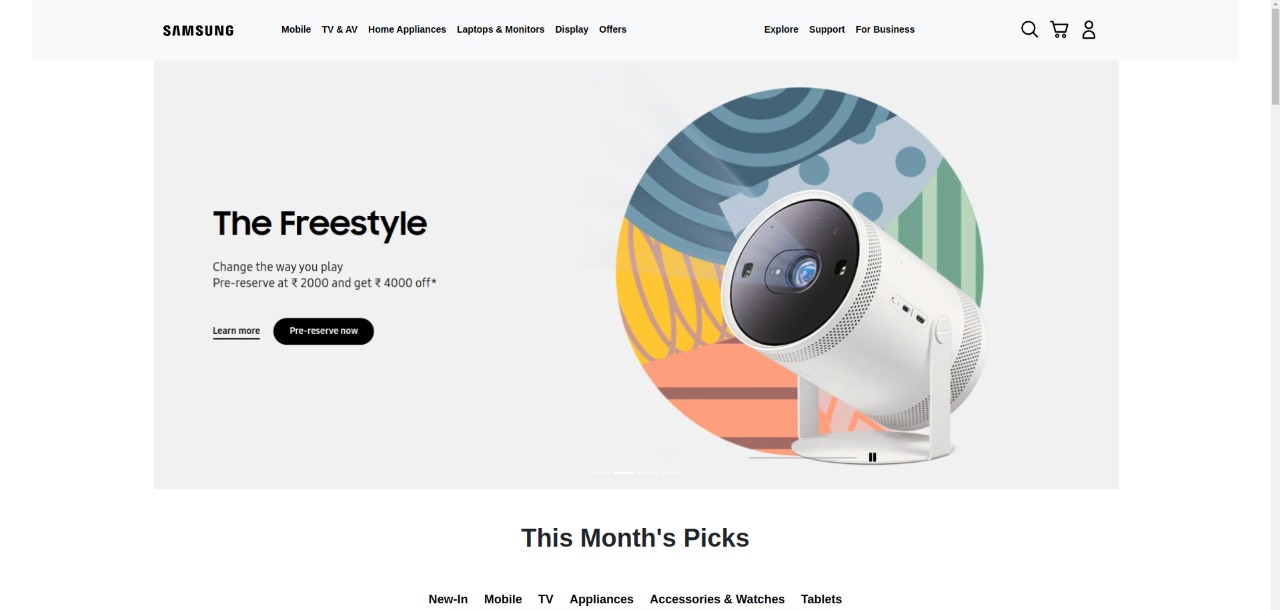 SAMSUNG
Mobile TV & AV Home Appliances Laptops & Monitors Display Offers
Explore Support For Business
The Freestyle
Change the way you play
Pre-reserve at ₹ 2000 and get ₹ 4000 off*
Learn more Pre-reserve now
This Month's Picks
New-In Mobile TV Appliances Accessories & Watches Tablets